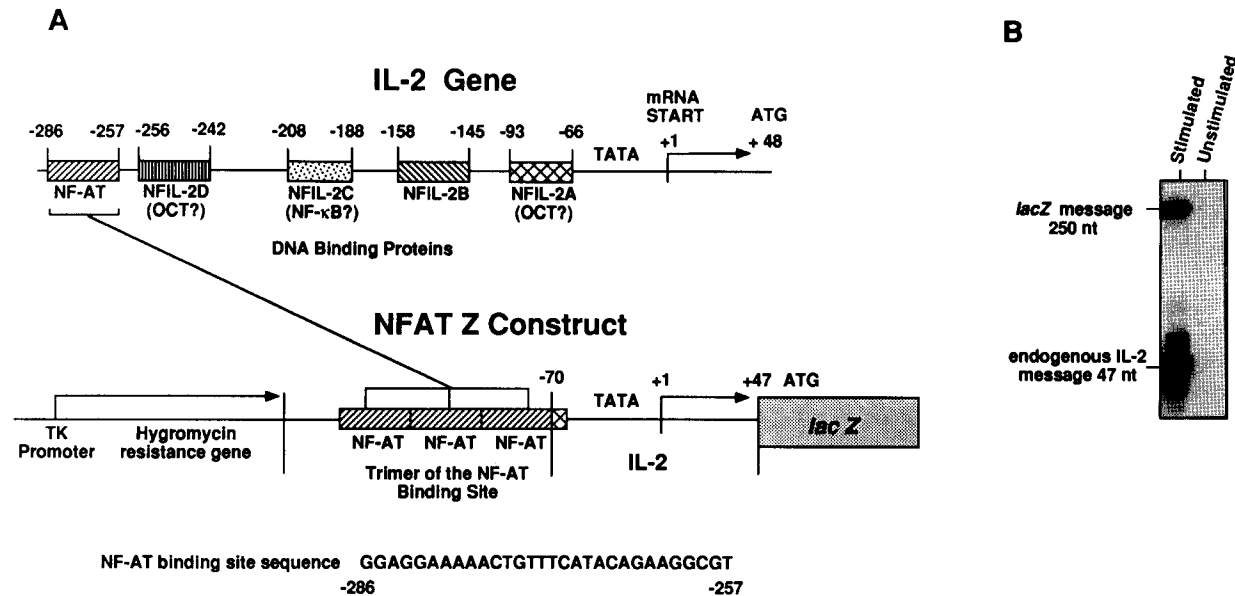 A
IL-2 Gene
-286 -257 -256 -242 -208 -188 -158 -145 -93 -66
mRNA
START
+1
ATG
+ 48
TATA
NF-AT
NFIL-2D
(OCT?)
NFIL-2C
(NF-κB?)
NFIL-2B
NFIL-2A
(OCT?)
DNA Binding Proteins
NFAT Z Construct
-70
TATA
+1
+47 ATG
TK
Promoter
Hygromycin
resistance gene
NF-AT NF-AT NF-AT
Trimer of the NF-AT
Binding Site
IL-2
lac Z
NF-AT binding site sequence GGAGGAAAAACTGTTTCATACAGAAGGCGT
-286 -257
B
Stimulated
Unstimulated
lacZ message
250 nt
endogenous IL-2
message 47 nt